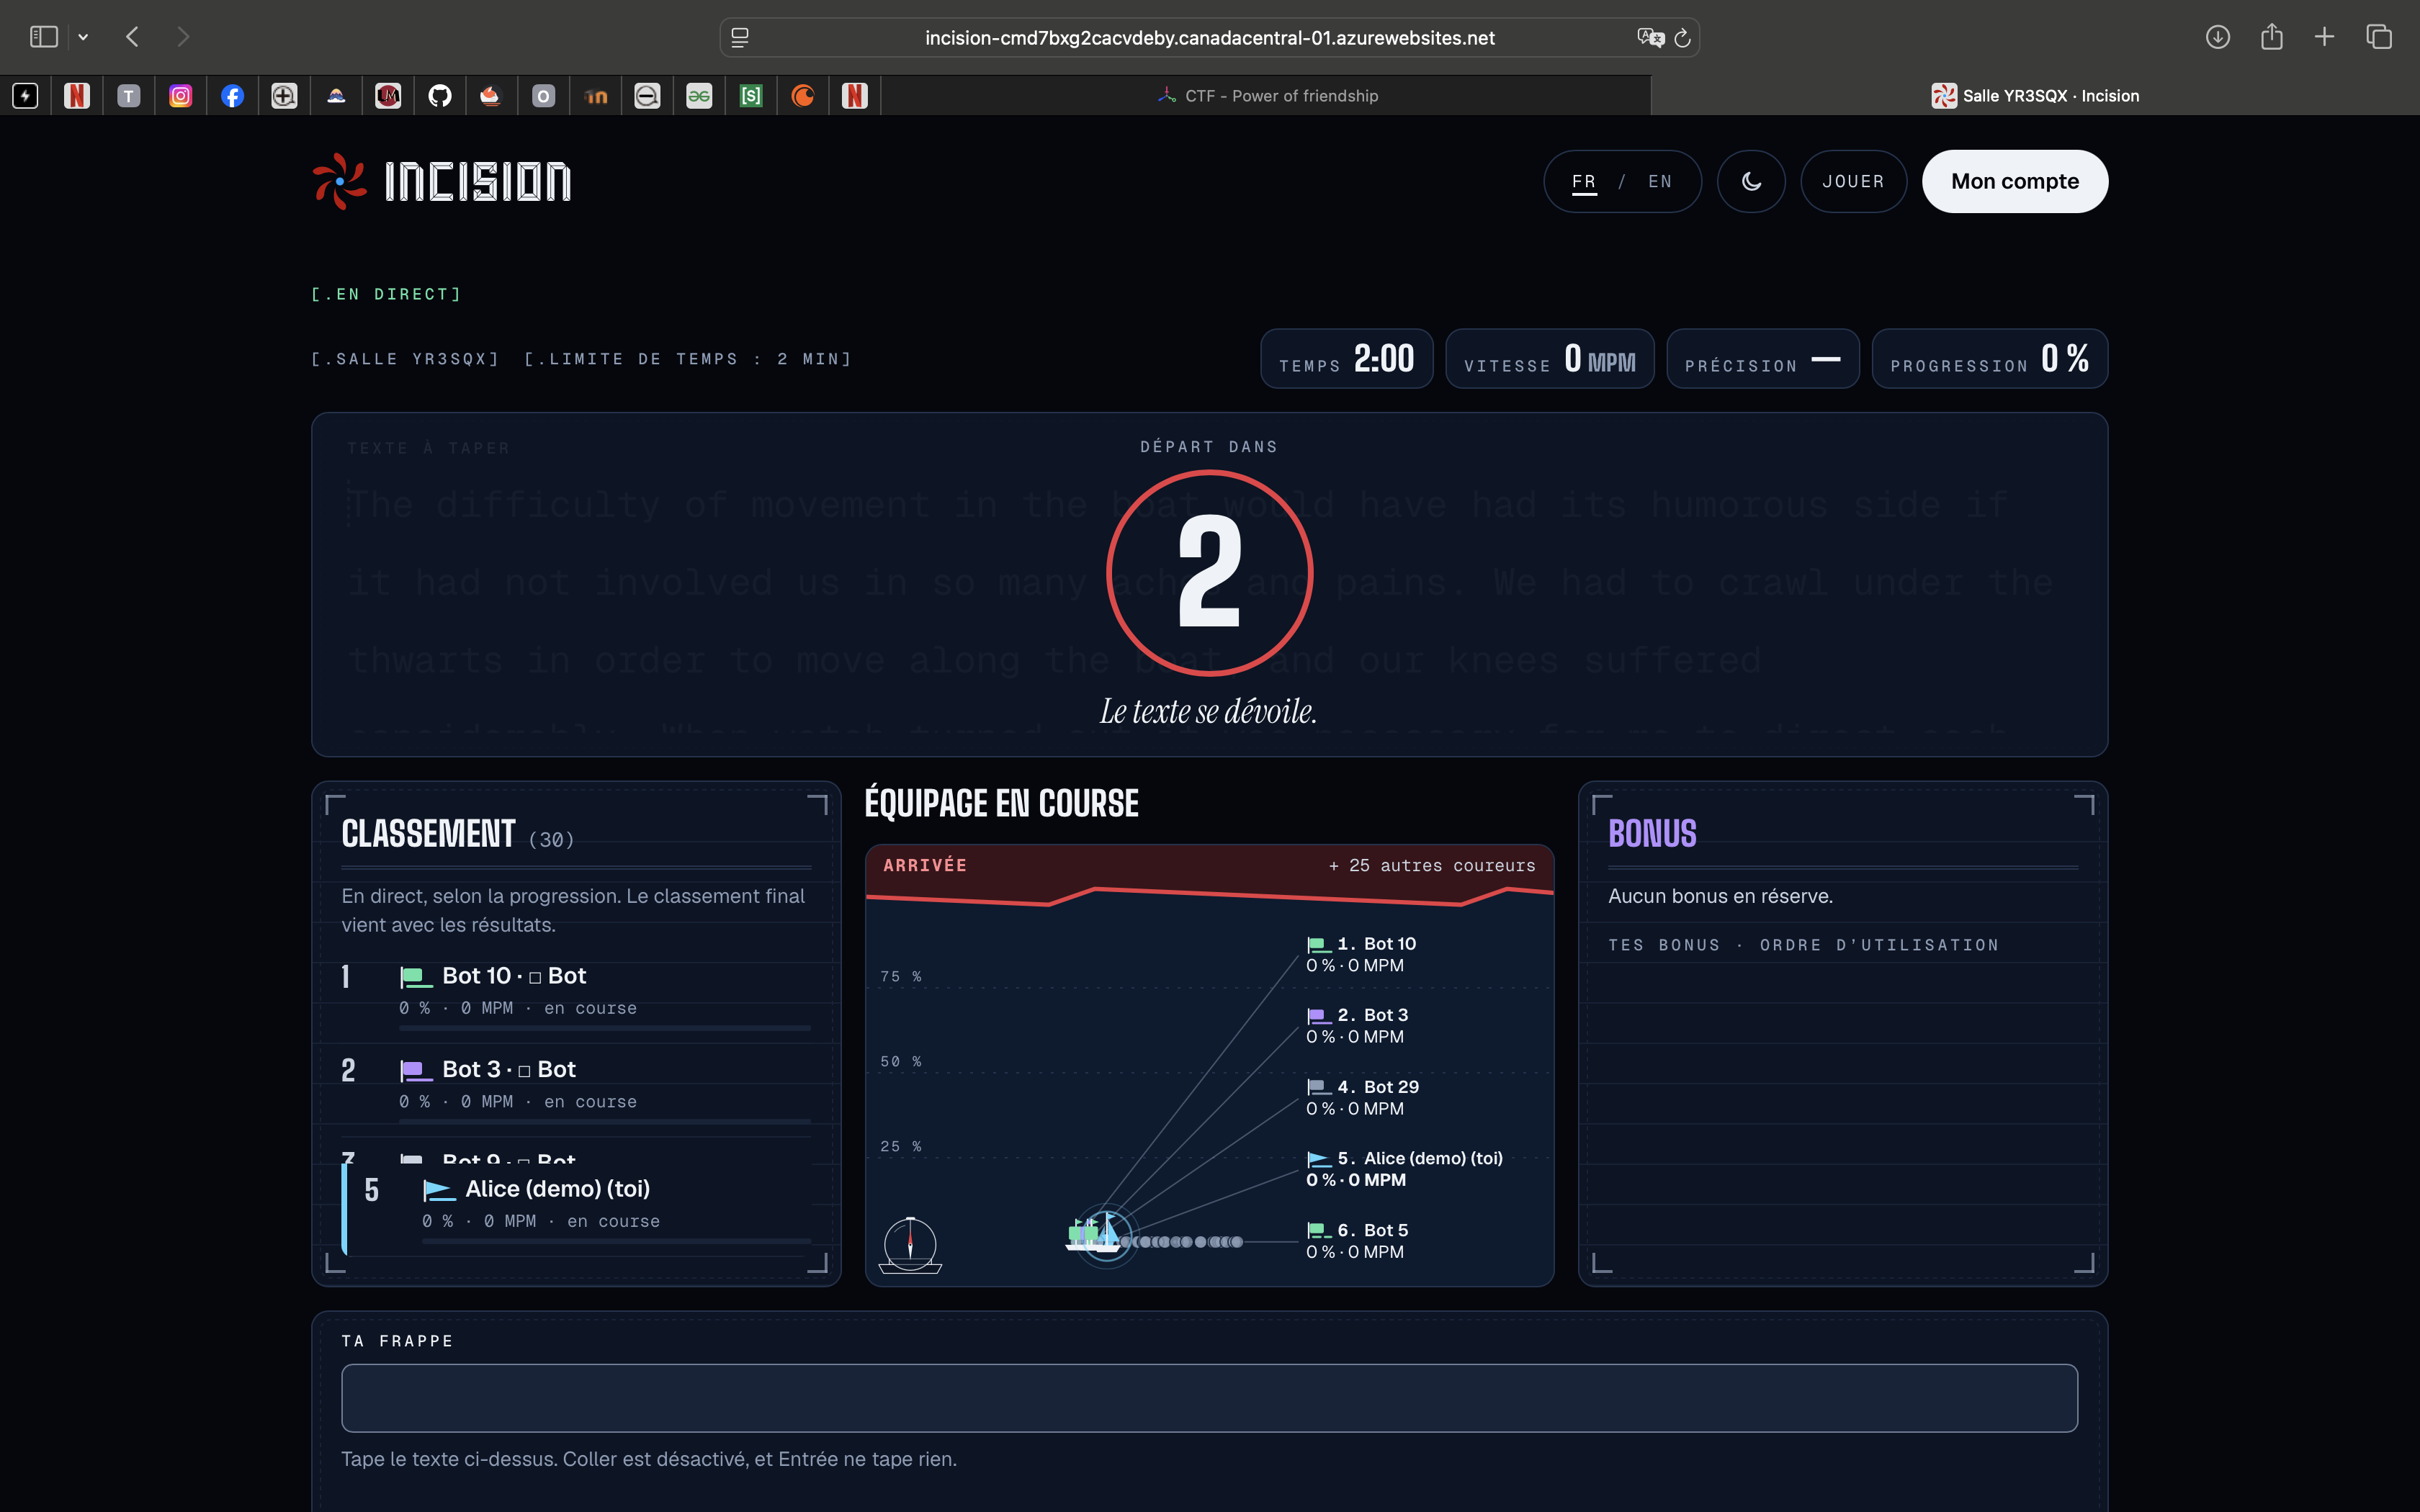 incision-cmd7bxg2cacvdeby.canadacentral-01.azurewebsites.net
CTF - Power of friendship
Salle YR3SQX · Incision
INCISION
FR / EN
JOUER
Mon compte
[.EN DIRECT]
[.SALLE YR3SQX] [.LIMITE DE TEMPS : 2 MIN]
TEMPS 2:00
VITESSE 0 MPM
PRÉCISION —
PROGRESSION 0 %
TEXTE À TAPER
DÉPART DANS
2
The difficulty of movement in the boat would have had its humorous side if
it had not involved us in so many aches and pains. We had to crawl under the
thwarts in order to move along the boat, and our knees suffered
Le texte se dévoile.
CLASSEMENT (30)
En direct, selon la progression. Le classement final
vient avec les résultats.
1 Bot 10 · □ Bot
0 % · 0 MPM · en course
2 Bot 3 · □ Bot
0 % · 0 MPM · en course
3 Bot 9 · □ Bot
5 Alice (demo) (toi)
0 % · 0 MPM · en course
ÉQUIPAGE EN COURSE
ARRIVÉE
+ 25 autres coureurs
75 %
50 %
25 %
1. Bot 10
0 % · 0 MPM
2. Bot 3
0 % · 0 MPM
4. Bot 29
0 % · 0 MPM
5. Alice (demo) (toi)
0 % · 0 MPM
6. Bot 5
0 % · 0 MPM
BONUS
Aucun bonus en réserve.
TES BONUS · ORDRE D’UTILISATION
TA FRAPPE
Tape le texte ci-dessus. Coller est désactivé, et Entrée ne tape rien.